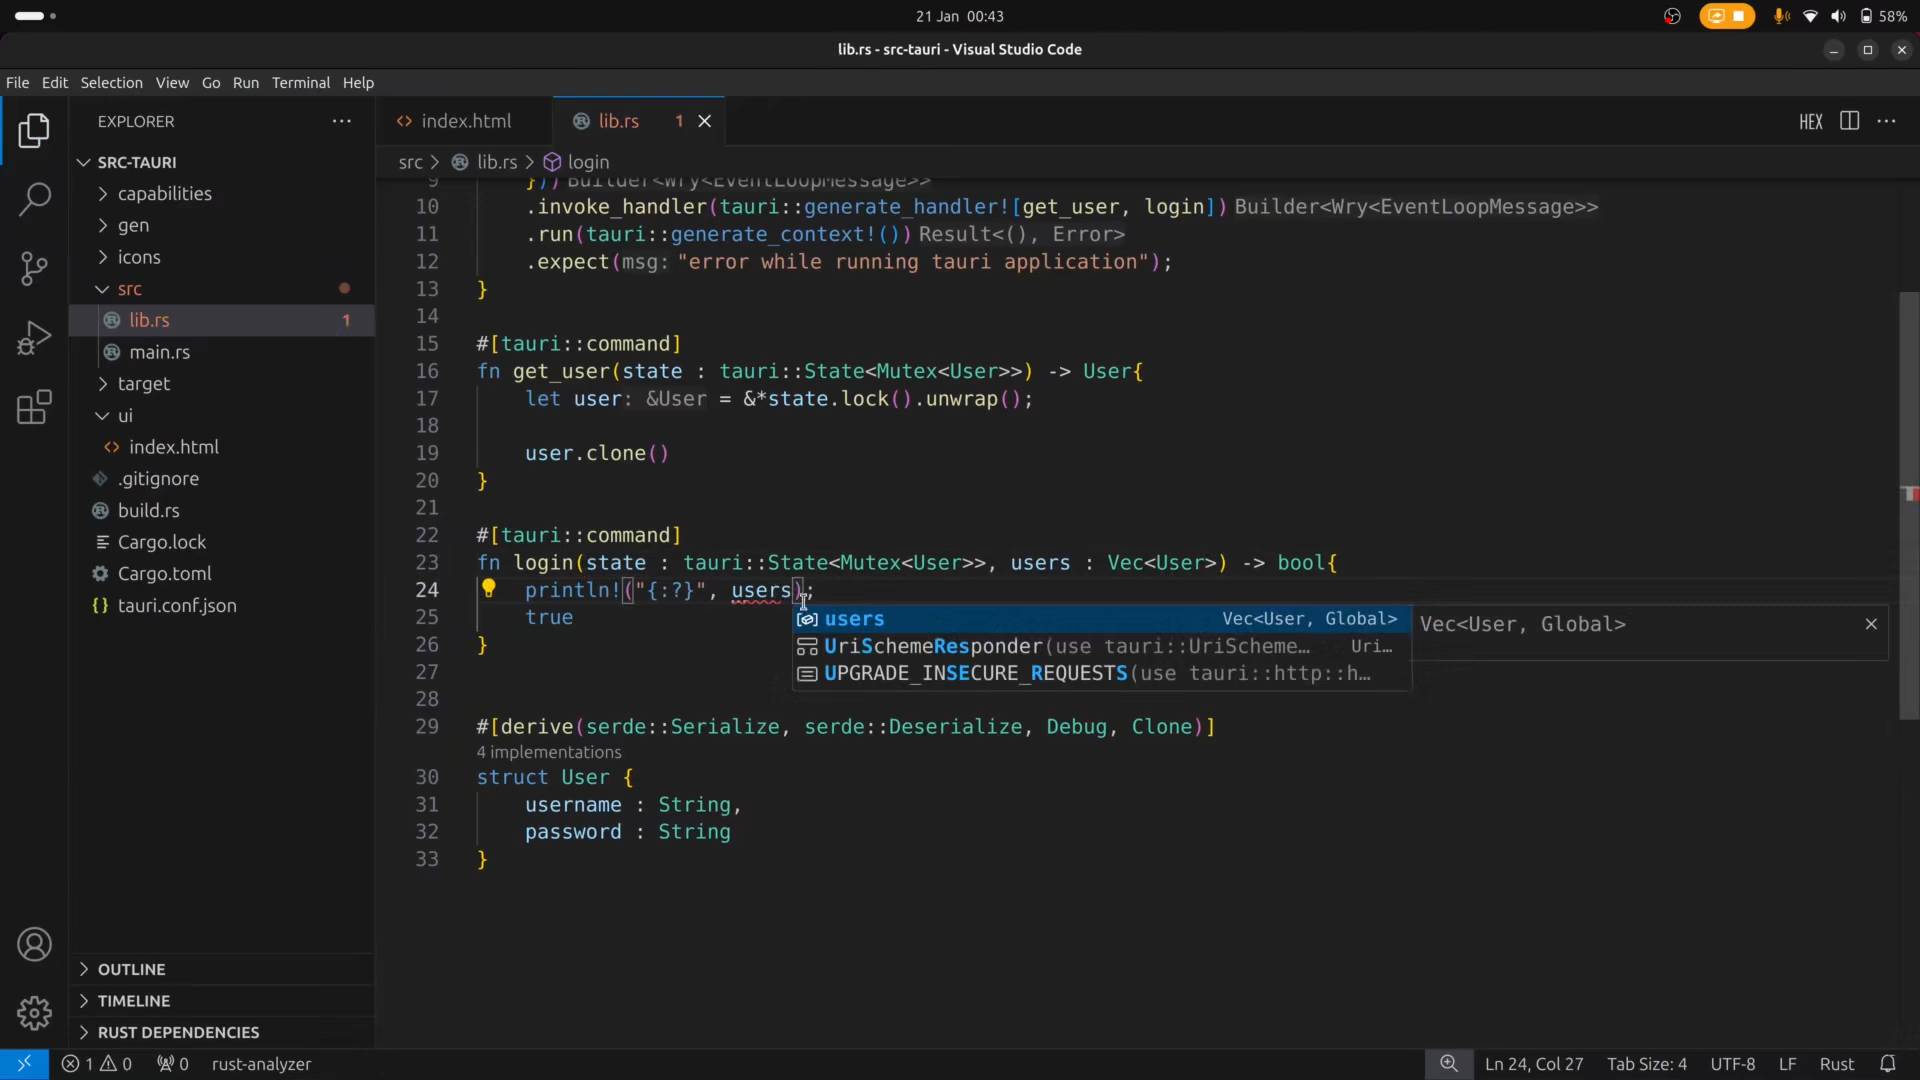 21 Jan 00:43
58%
lib.rs - src-tauri - Visual Studio Code
File Edit Selection View Go Run Terminal Help
EXPLORER
index.html
lib.rs 1
HEX
SRC-TAURI
src > lib.rs > login
capabilities
gen
icons
src
lib.rs 1
main.rs
target
ui
index.html
.gitignore
build.rs
Cargo.lock
Cargo.toml
tauri.conf.json
OUTLINE
TIMELINE
RUST DEPENDENCIES
9 })) Builder<Wry<EventLoopMessage>>
10 .invoke_handler(tauri::generate_handler![get_user, login]) Builder<Wry<EventLoopMessage>>
11 .run(tauri::generate_context!()) Result<(), Error>
12 .expect(msg: "error while running tauri application");
13 }
14
15 #[tauri::command]
16 fn get_user(state : tauri::State<Mutex<User>>) -> User{
17 let user: &User = &*state.lock().unwrap();
18
19 user.clone()
20 }
21
22 #[tauri::command]
23 fn login(state : tauri::State<Mutex<User>>, users : Vec<User>) -> bool{
24 println!("{:?}", users);
25 true
26 }
27
28
29 #[derive(serde::Serialize, serde::Deserialize, Debug, Clone)]
4 implementations
30 struct User {
31 username : String,
32 password : String
33 }
users Vec<User, Global>
UriSchemeResponder(use tauri::UriScheme… Uri…
UPGRADE_INSECURE_REQUESTS(use tauri::http::h…
Vec<User, Global>
1 0 0 rust-analyzer
Ln 24, Col 27 Tab Size: 4 UTF-8 LF Rust